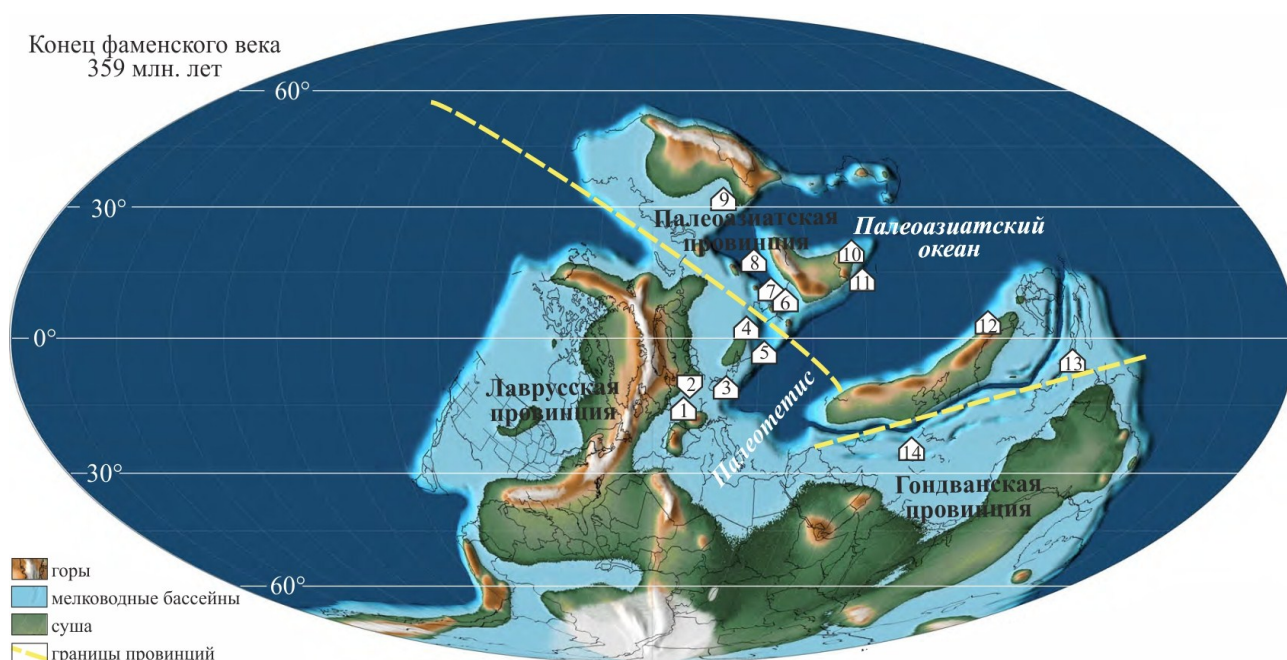 Конец фаменского века
359 млн. лет
60°
30°
9
Палеоазиатская
провинция
Палеоазиатский
океан
8
10
7
6
11
0°
4
12
5
13
Лаврусская
провинция
2
3
1
Палеотетис
14
30°
Гондванская
провинция
60°
горы
мелководные бассейны
суша
границы провинций